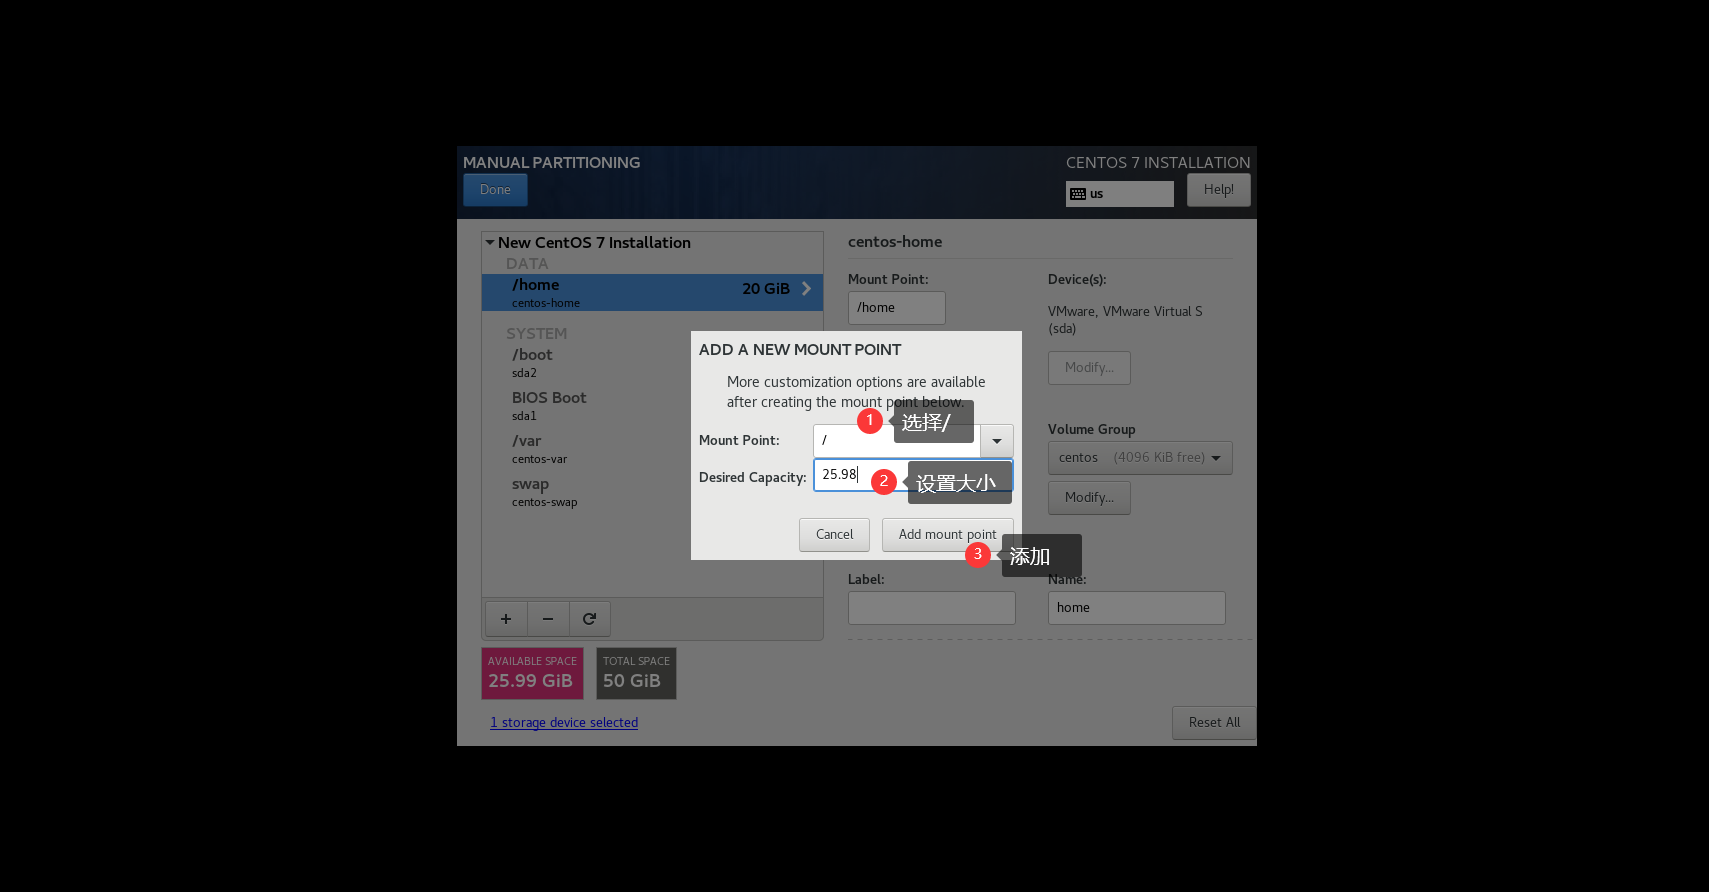 MANUAL PARTITIONING
CENTOS 7 INSTALLATION
Done
us
Help!
New CentOS 7 Installation
DATA
/home
20 GiB
centos-home
SYSTEM
/boot
sda2
BIOS Boot
sda1
/var
centos-var
swap
centos-swap
+
−
AVAILABLE SPACE
25.99 GiB
TOTAL SPACE
50 GiB
1 storage device selected
centos-home
Mount Point:
/home
Device(s):
VMware, VMware Virtual S
(sda)
Modify...
Volume Group
centos (4096 KiB free)
Modify...
Label:
Name:
home
Reset All
ADD A NEW MOUNT POINT
More customization options are available
after creating the mount point below.
1 选择/
Mount Point: /
Desired Capacity: 25.98
2 设置大小
Cancel
Add mount point
3 添加